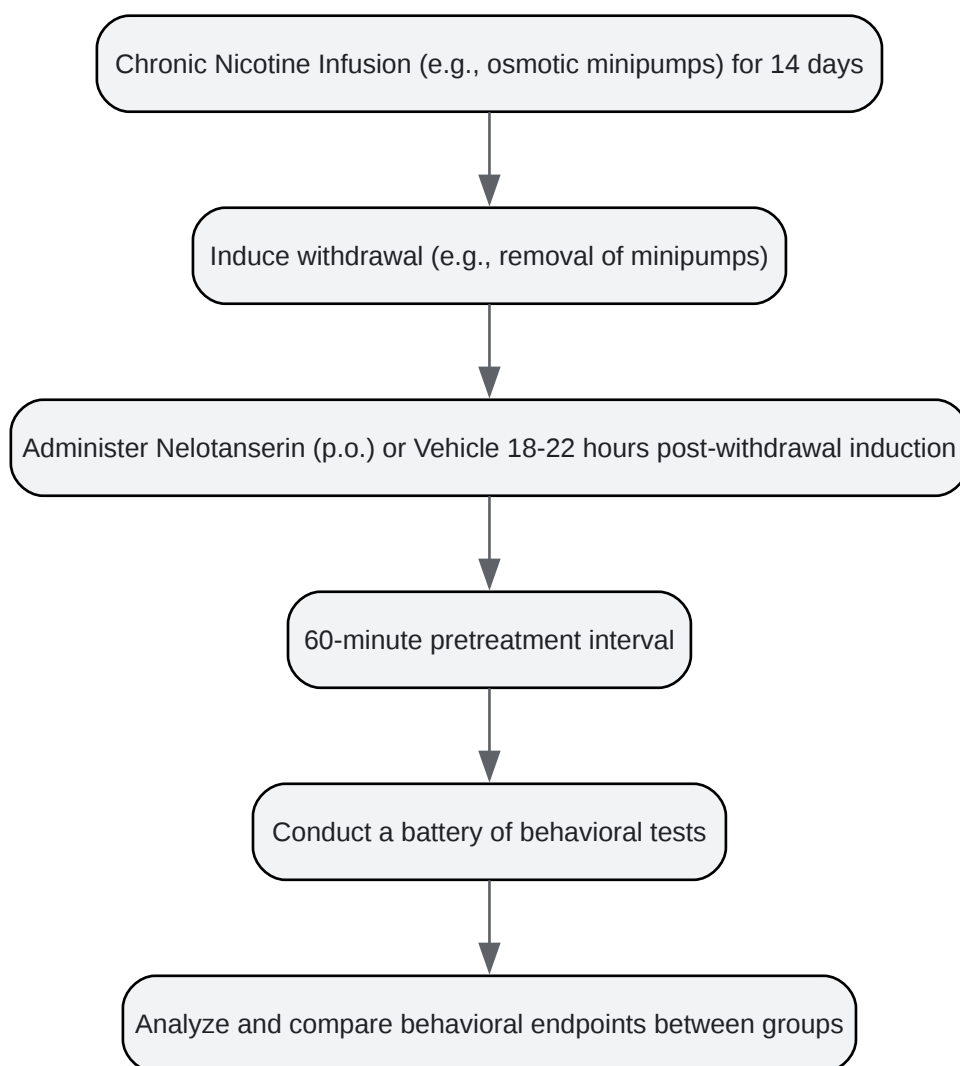 Chronic Nicotine Infusion (e.g., osmotic minipumps) for 14 days
Induce withdrawal (e.g., removal of minipumps)
Administer Nelotanserin (p.o.) or Vehicle 18-22 hours post-withdrawal induction
60-minute pretreatment interval
Conduct a battery of behavioral tests
Analyze and compare behavioral endpoints between groups